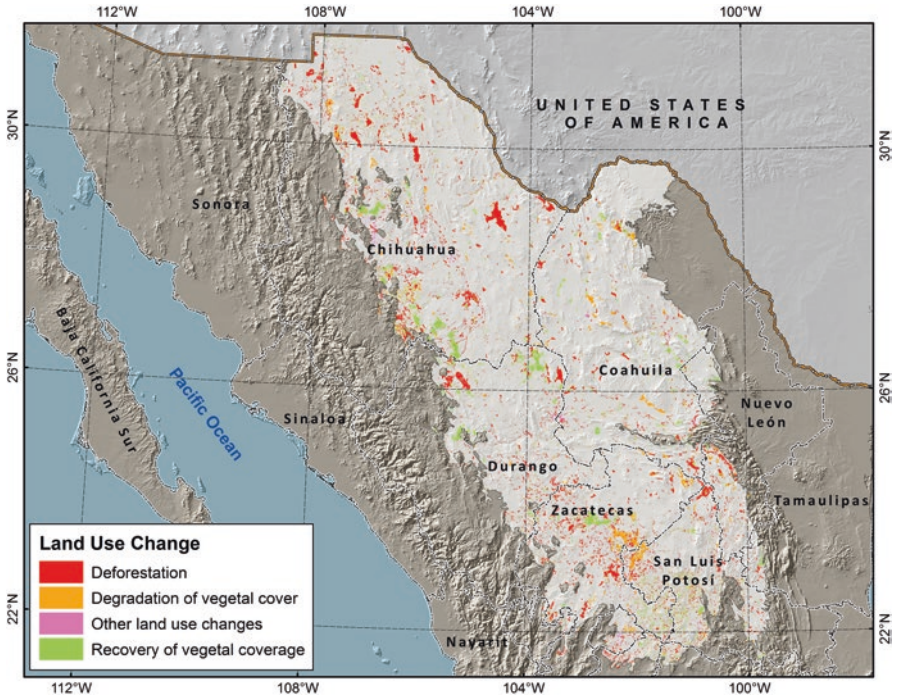 112°W 108°W 104°W 100°W
30°N
30°N
UNITED STATES
OF AMERICA
Sonora
Chihuahua
Baja California Sur
Pacific Ocean
26°N
26°N
Coahuila
Sinaloa
Nuevo
León
Durango
Tamaulipas
Zacatecas
San Luis
Potosí
Land Use Change
Deforestation
Degradation of vegetal cover
Other land use changes
Recovery of vegetal coverage
22°N
22°N
Nayarit
112°W 108°W 104°W 100°W